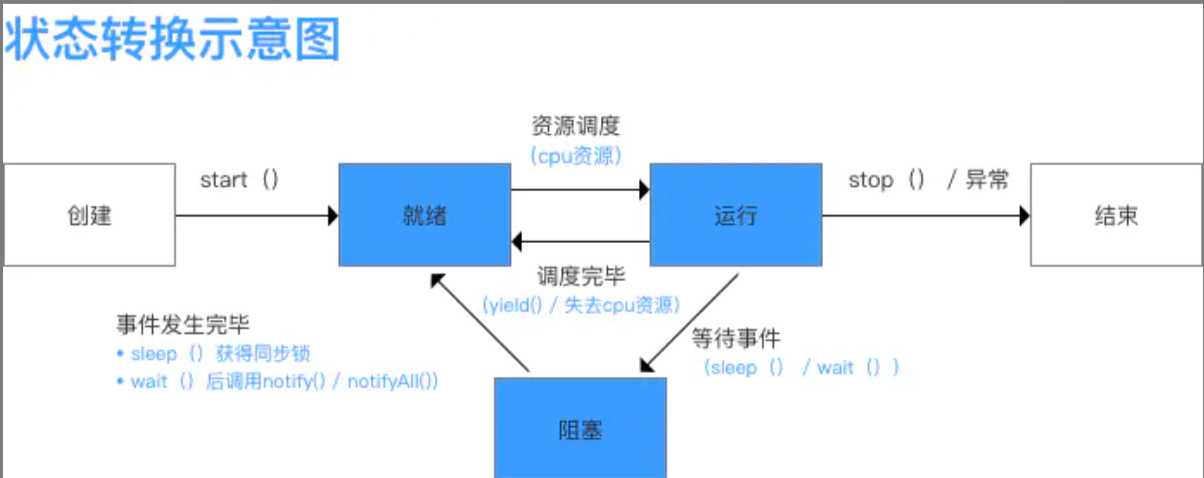 状态转换示意图
资源调度
（cpu资源）
start（）
stop（） / 异常
创建
就绪
运行
结束
调度完毕
（yield() / 失去cpu资源）
事件发生完毕
• sleep（）获得同步锁
• wait（）后调用notify() / notifyAll()）
等待事件
（sleep（） / wait（））
阻塞